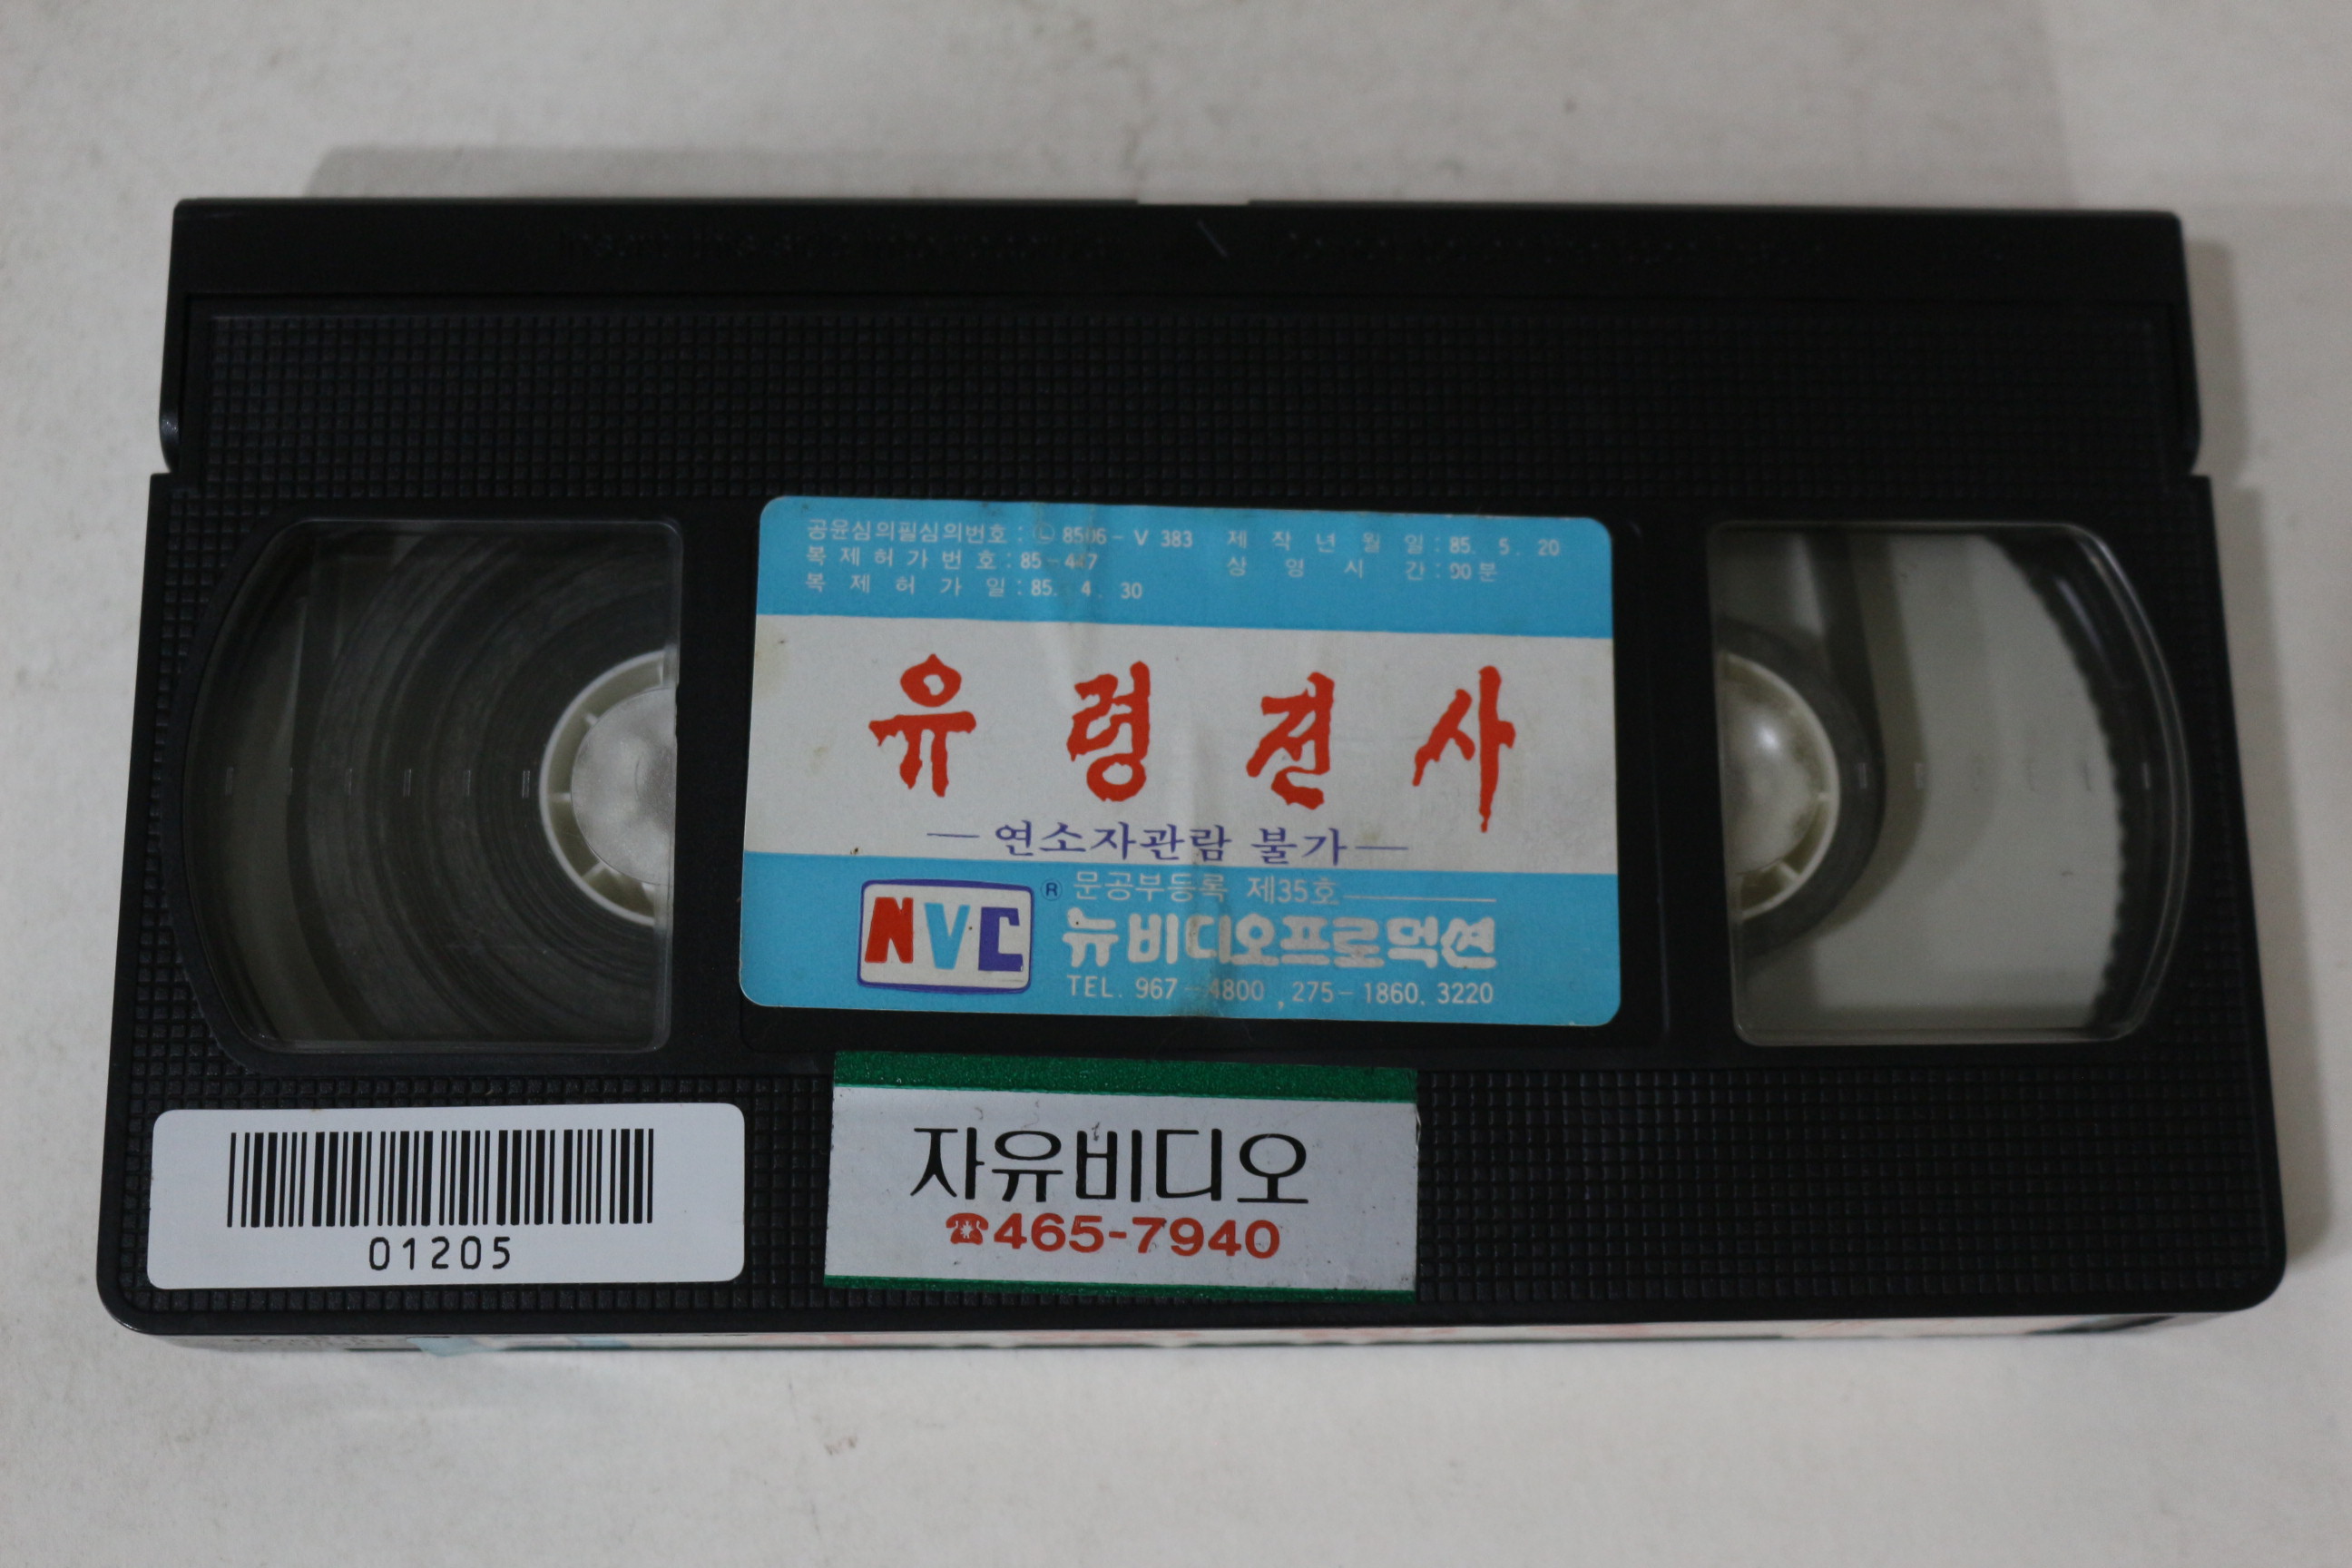 공윤심의필심의번호 : Ⓛ 8506 - V 383
복제허가번호 : 85 - 447
복제허가일 : 85. 4. 30
제작년월일 : 85. 5. 20
상영시간 : 90분
유령견사
— 연소자관람 불가 —
NVC ® 문공부등록 제35호
뉴비디오프로덕션
TEL. 967-4800, 275-1860, 3220
자유비디오
☎465-7940
01205